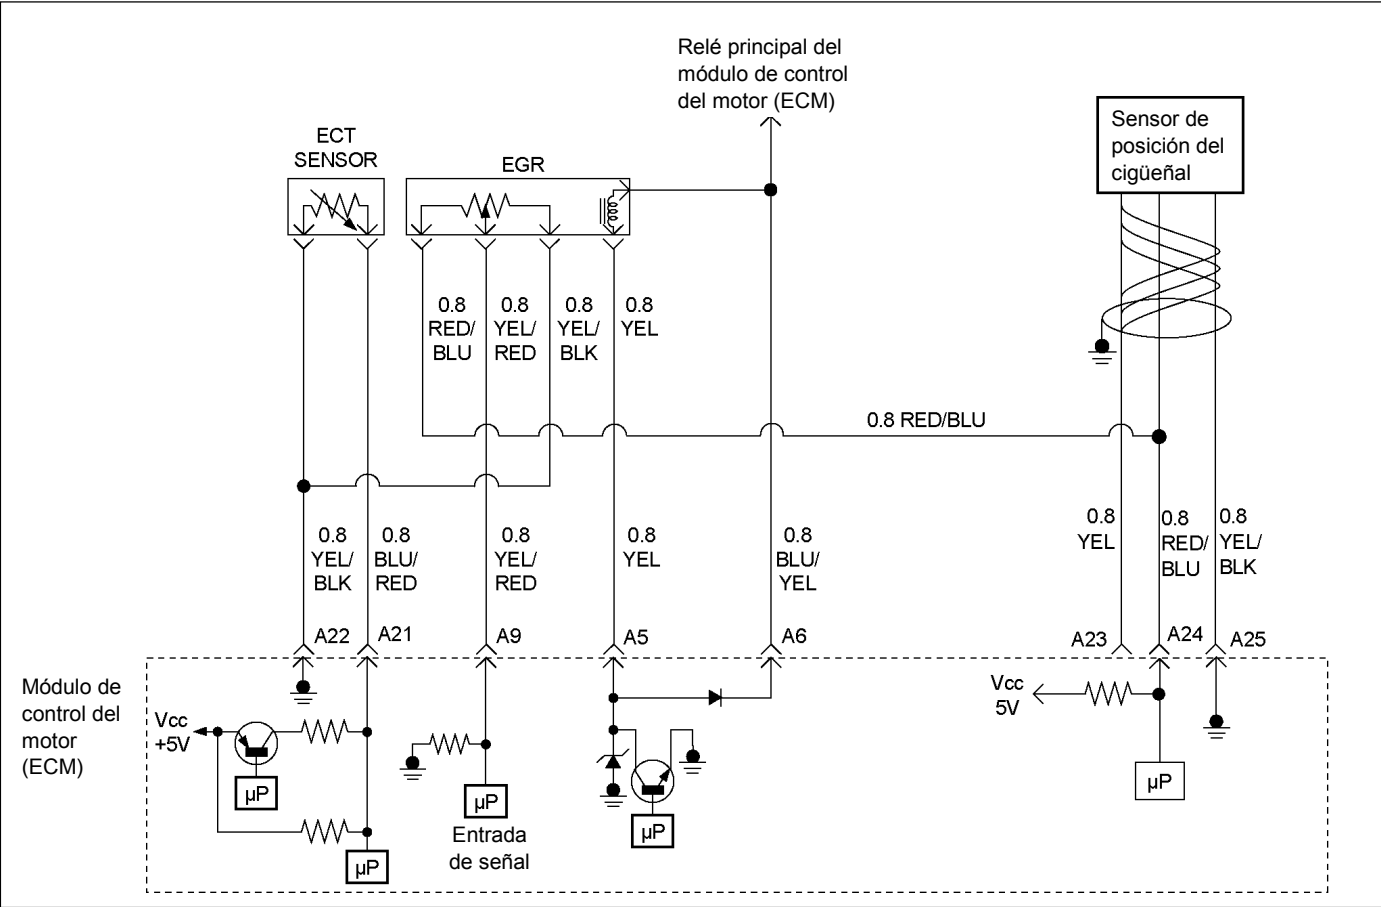 Relé principal del
módulo de control
del motor (ECM)
Sensor de
posición del
cigüeñal
ECT
SENSOR
EGR
0.8
RED/
BLU
0.8
YEL/
RED
0.8
YEL/
BLK
0.8
YEL
0.8 RED/BLU
0.8
YEL/
BLK
0.8
BLU/
RED
0.8
YEL/
RED
0.8
YEL
0.8
BLU/
YEL
0.8
YEL
0.8
RED/
BLU
0.8
YEL/
BLK
A22
A21
A9
A5
A6
A23
A24
A25
Módulo de
control del
motor
(ECM)
Vcc
+5V
µP
µP
µP
Entrada
de señal
µP
Vcc
5V
µP